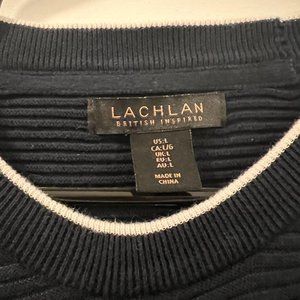 LACHLAN
BRITISH INSPIRED
US:L
CA:L/G
UK:L
EU:L
AU:L
MADE IN
CHINA